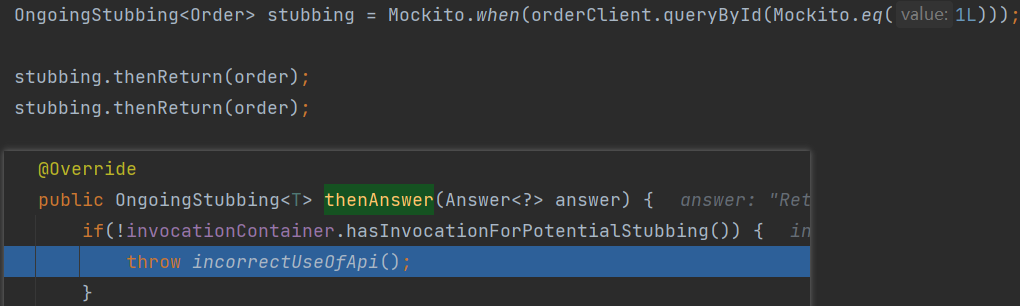 OngoingStubbing<Order> stubbing = Mockito.when(orderClient.queryById(Mockito.eq( value: 1L)));
stubbing.thenReturn(order);
stubbing.thenReturn(order);
@Override
public OngoingStubbing<T> thenAnswer(Answer<?> answer) {  answer: "Ret
if(!invocationContainer.hasInvocationForPotentialStubbing()) {  in
throw incorrectUseOfApi();
}